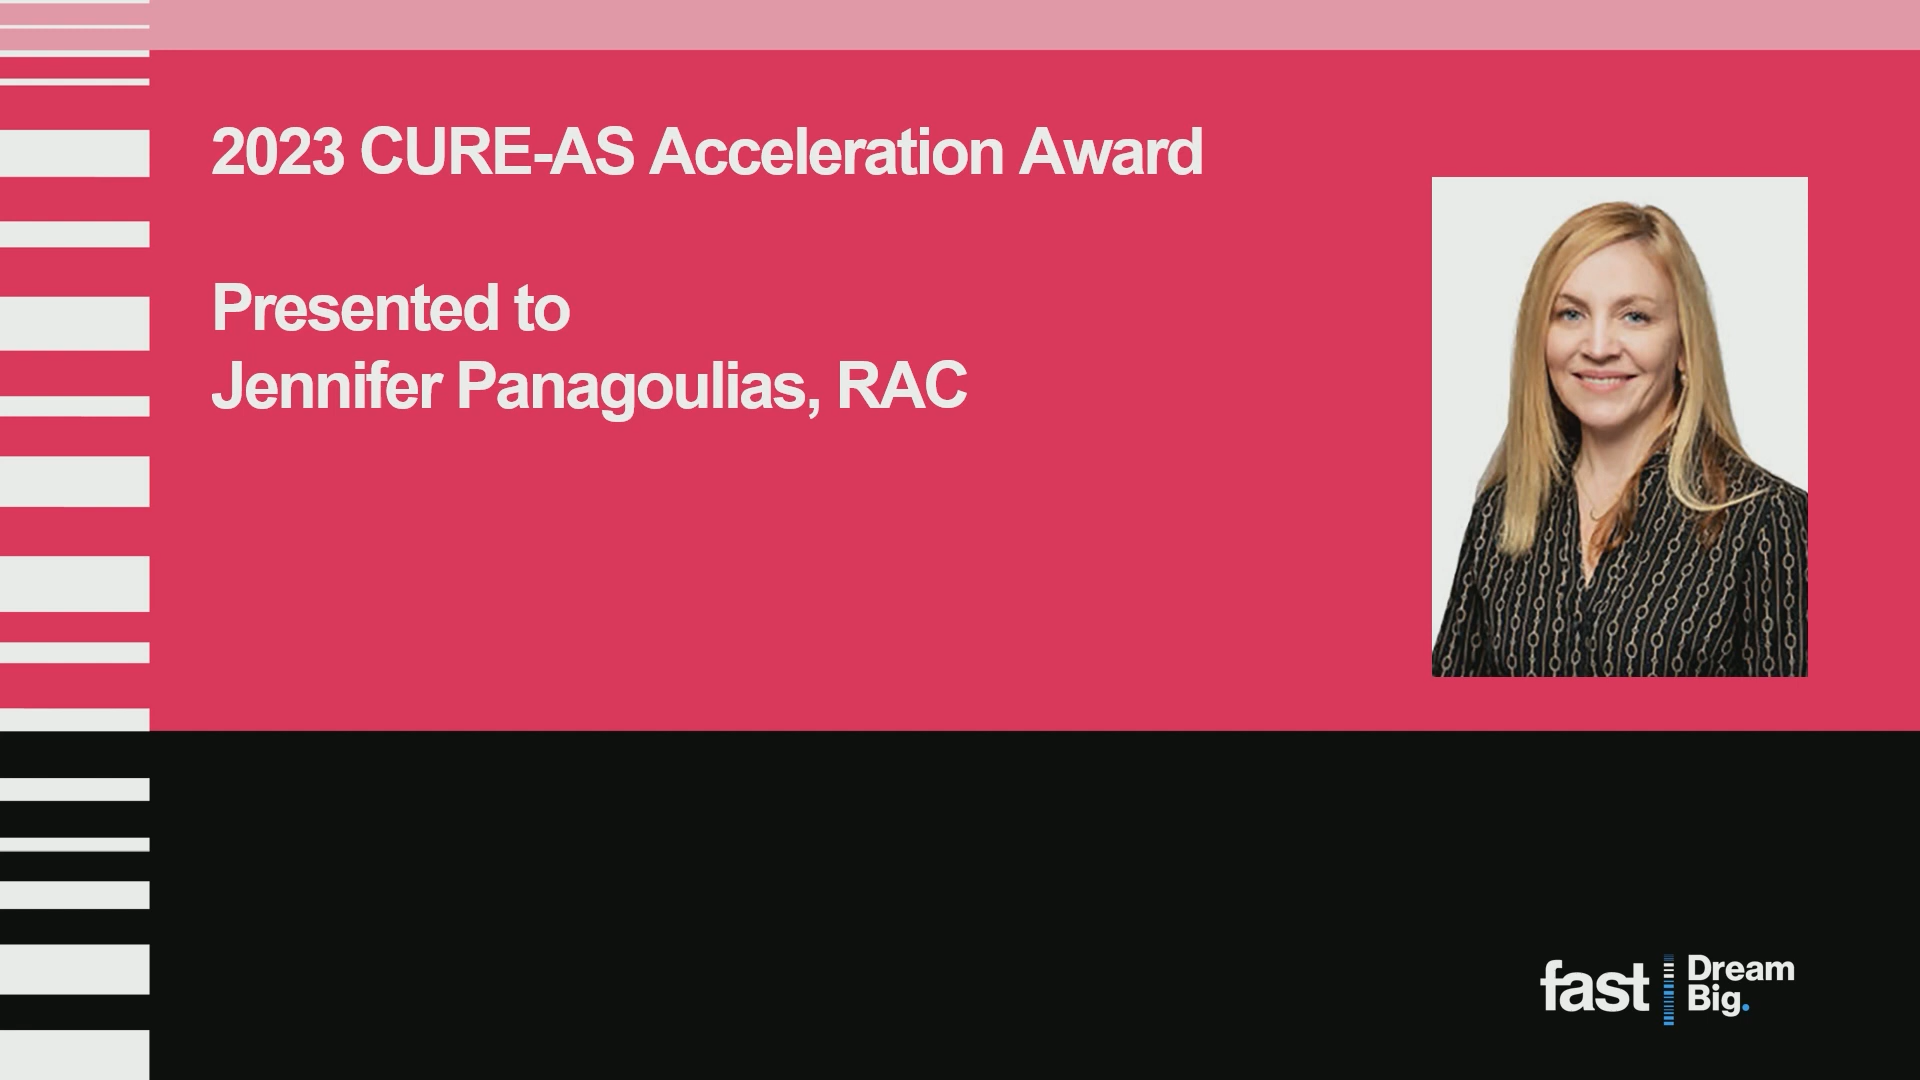 2023 CURE-AS Acceleration Award
Presented to
Jennifer Panagoulias, RAC
fast
Dream
Big.